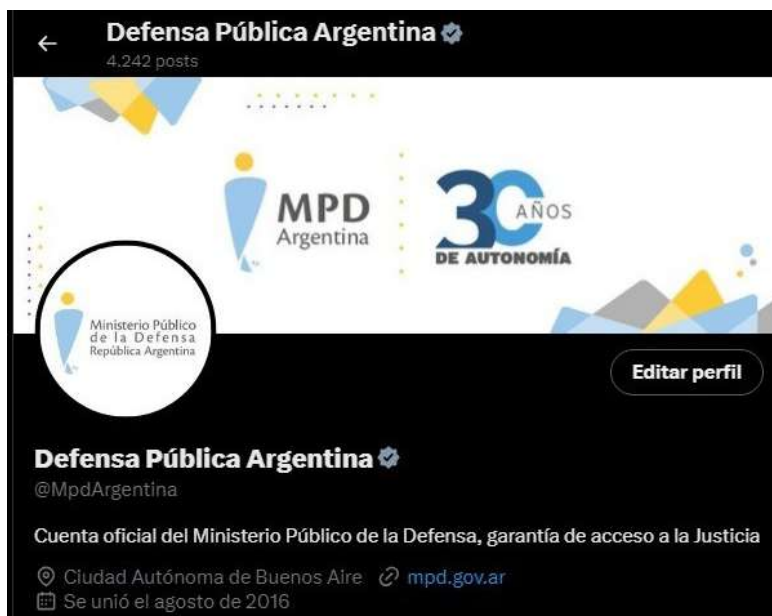 Defensa Pública Argentina
4.242 posts
MPD
Argentina
30 AÑOS
DE AUTONOMÍA
Ministerio Público
de la Defensa
República Argentina
Editar perfil
Defensa Pública Argentina
@MpdArgentina
Cuenta oficial del Ministerio Público de la Defensa, garantía de acceso a la Justicia
Ciudad Autónoma de Buenos Aire mpd.gov.ar
Se unió el agosto de 2016